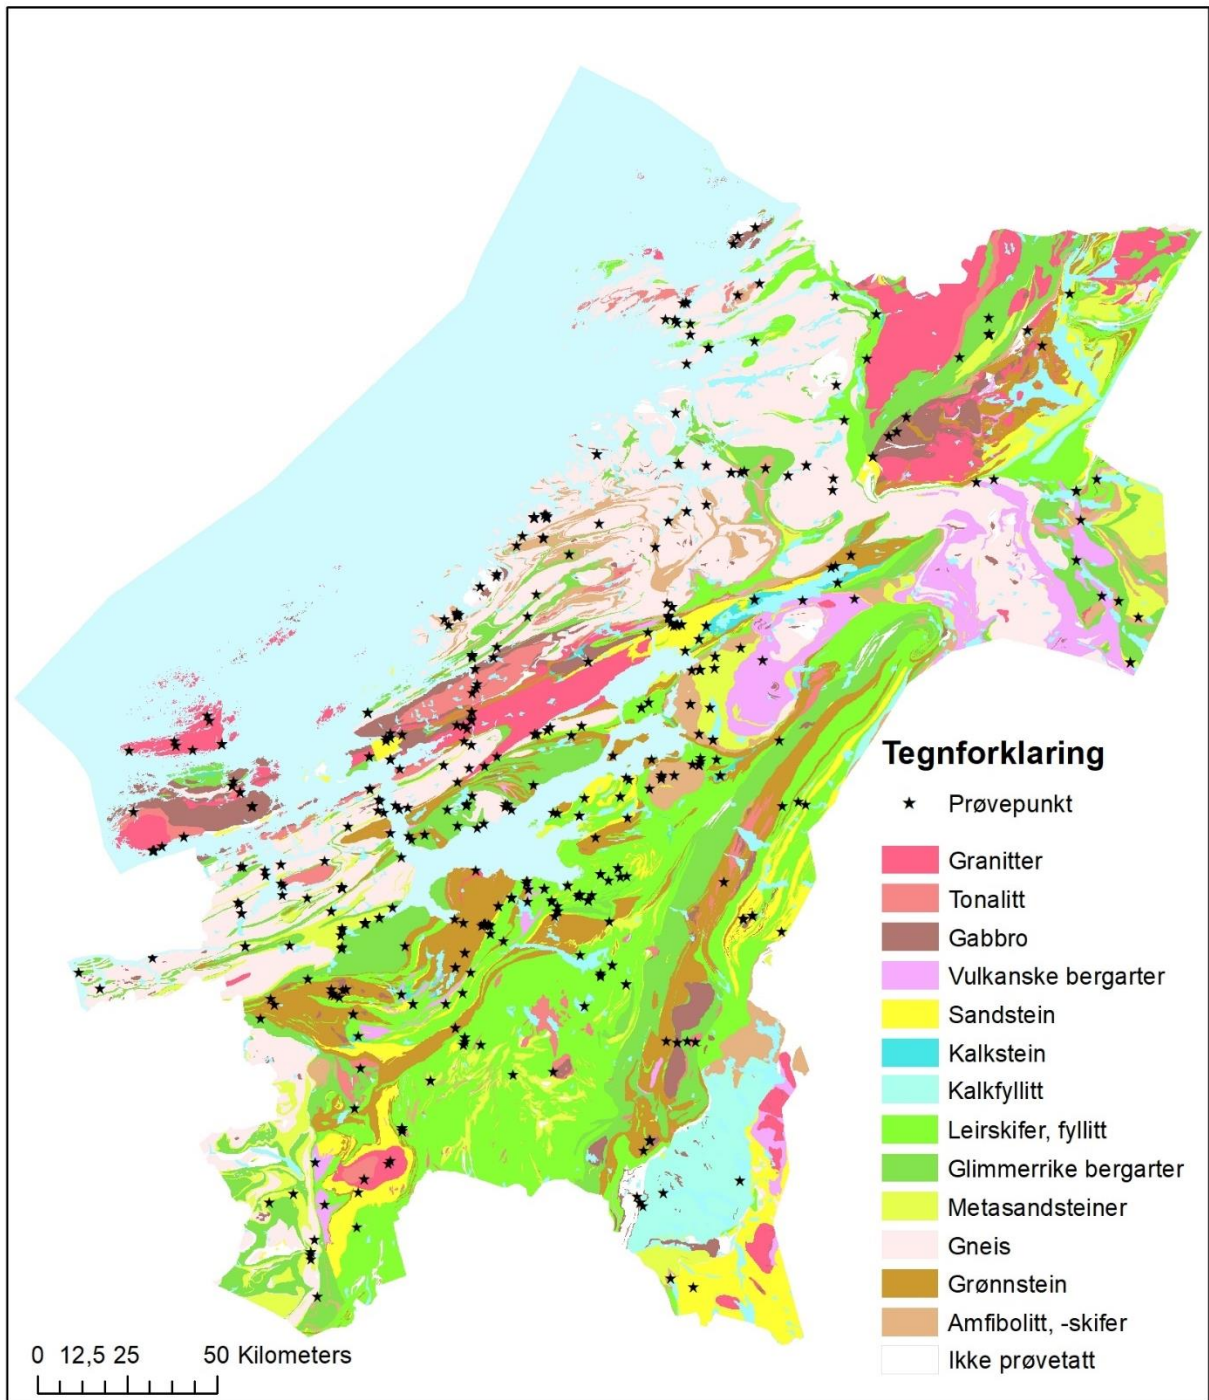 Tegnforklaring
Prøvepunkt
Granitter
Tonalitt
Gabbro
Vulkanske bergarter
Sandstein
Kalkstein
Kalkfyllitt
Leirskifer, fyllitt
Glimmerrike bergarter
Metasandsteiner
Gneis
Grønnstein
Amfibolitt, -skifer
Ikke prøvetatt
0 12,5 25 50 Kilometers